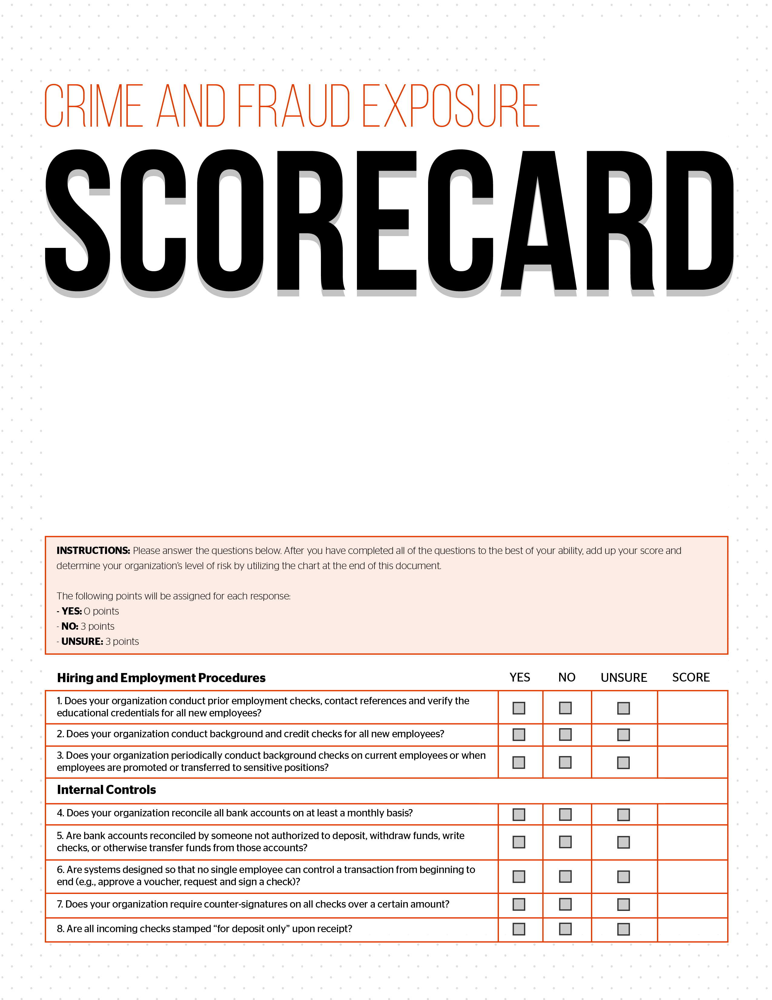 CRIME AND FRAUD EXPOSURE
SCORECARD
INSTRUCTIONS: Please answer the questions below. After you have completed all of the questions to the best of your ability, add up your score and
determine your organization’s level of risk by utilizing the chart at the end of this document.
The following points will be assigned for each response:
- YES: 0 points
- NO: 3 points
- UNSURE: 3 points
Hiring and Employment Procedures YES NO UNSURE SCORE
1. Does your organization conduct prior employment checks, contact references and verify the
educational credentials for all new employees?
2. Does your organization conduct background and credit checks for all new employees?
3. Does your organization periodically conduct background checks on current employees or when
employees are promoted or transferred to sensitive positions?
Internal Controls
4. Does your organization reconcile all bank accounts on at least a monthly basis?
5. Are bank accounts reconciled by someone not authorized to deposit, withdraw funds, write
checks, or otherwise transfer funds from those accounts?
6. Are systems designed so that no single employee can control a transaction from beginning to
end (e.g., approve a voucher, request and sign a check)?
7. Does your organization require counter-signatures on all checks over a certain amount?
8. Are all incoming checks stamped “for deposit only” upon receipt?